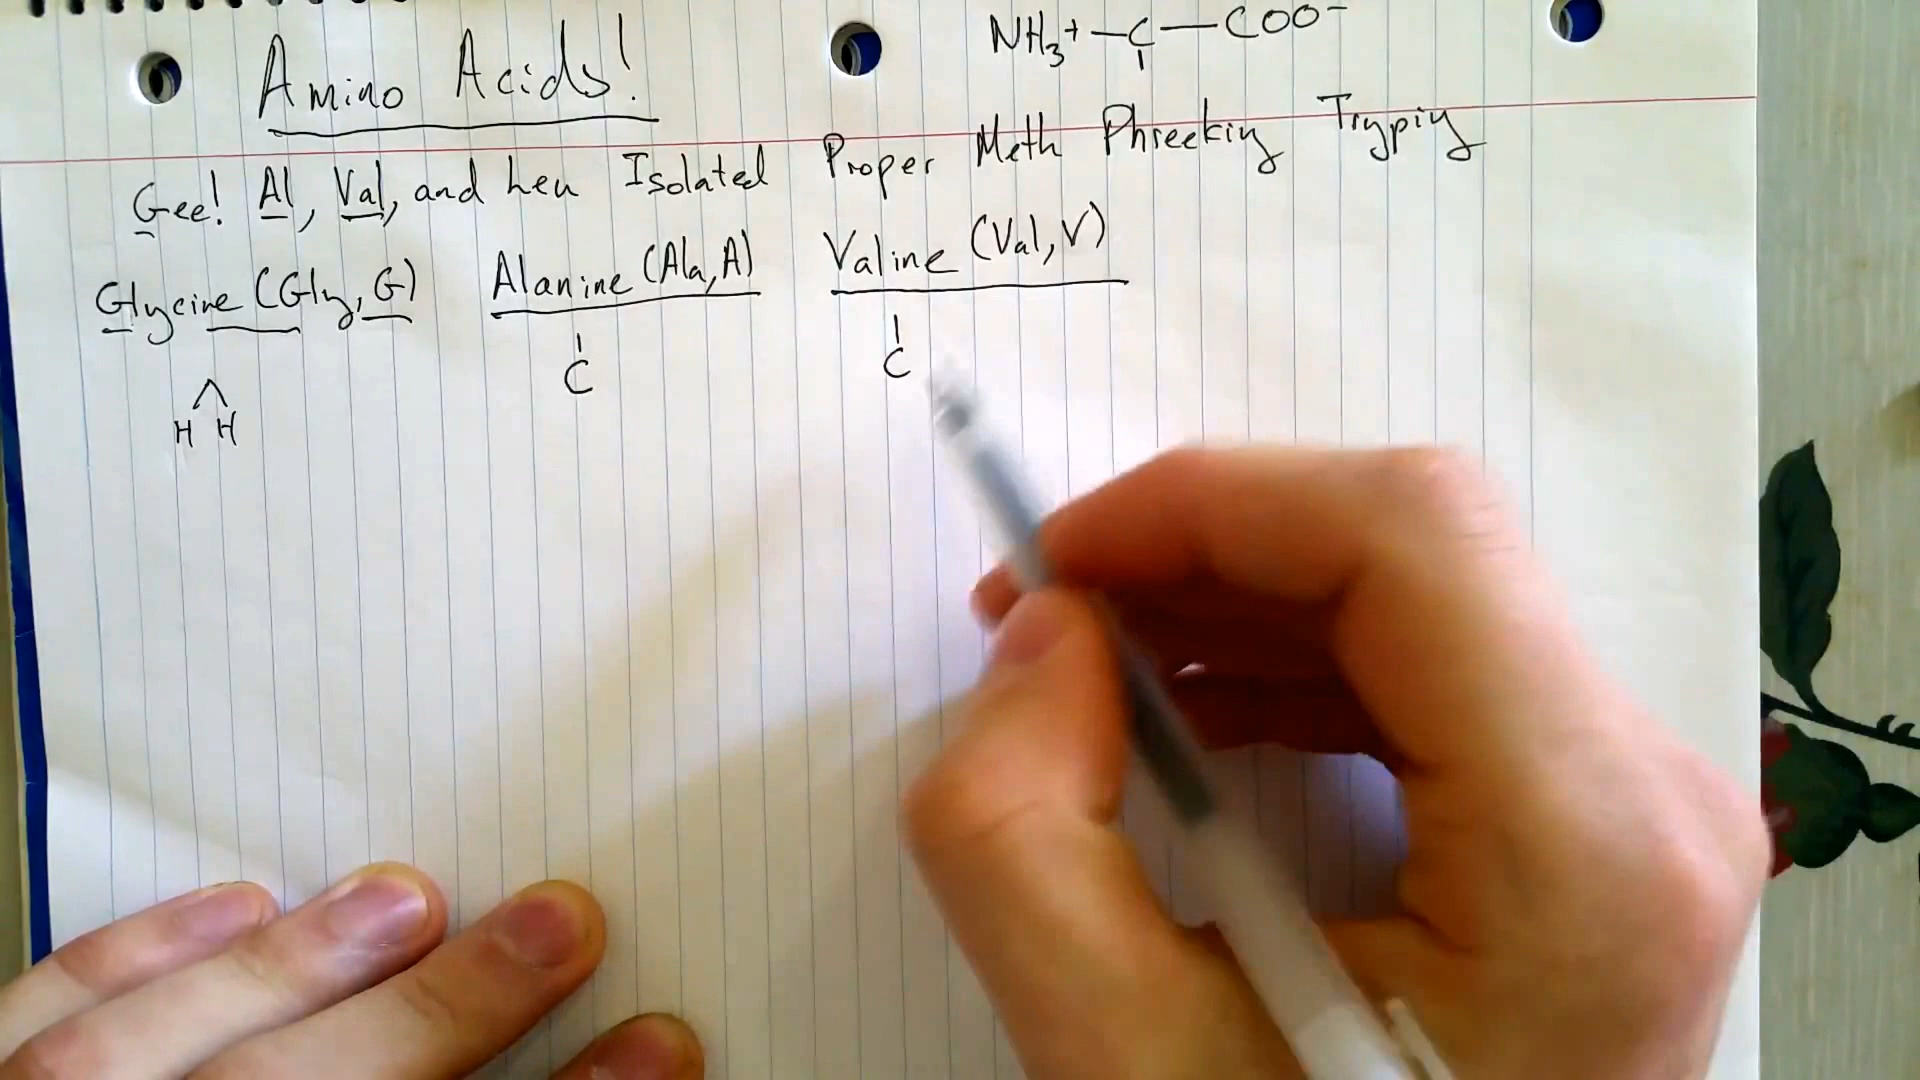 NH3+ —C—COO-
Amino Acids!
Gee! Al, Val, and Leu Isolated Proper Meth Phreekiy Trypiy
Glycine (Gly, G) Alanine (Ala, A) Valine (Val, V)
C C
H H